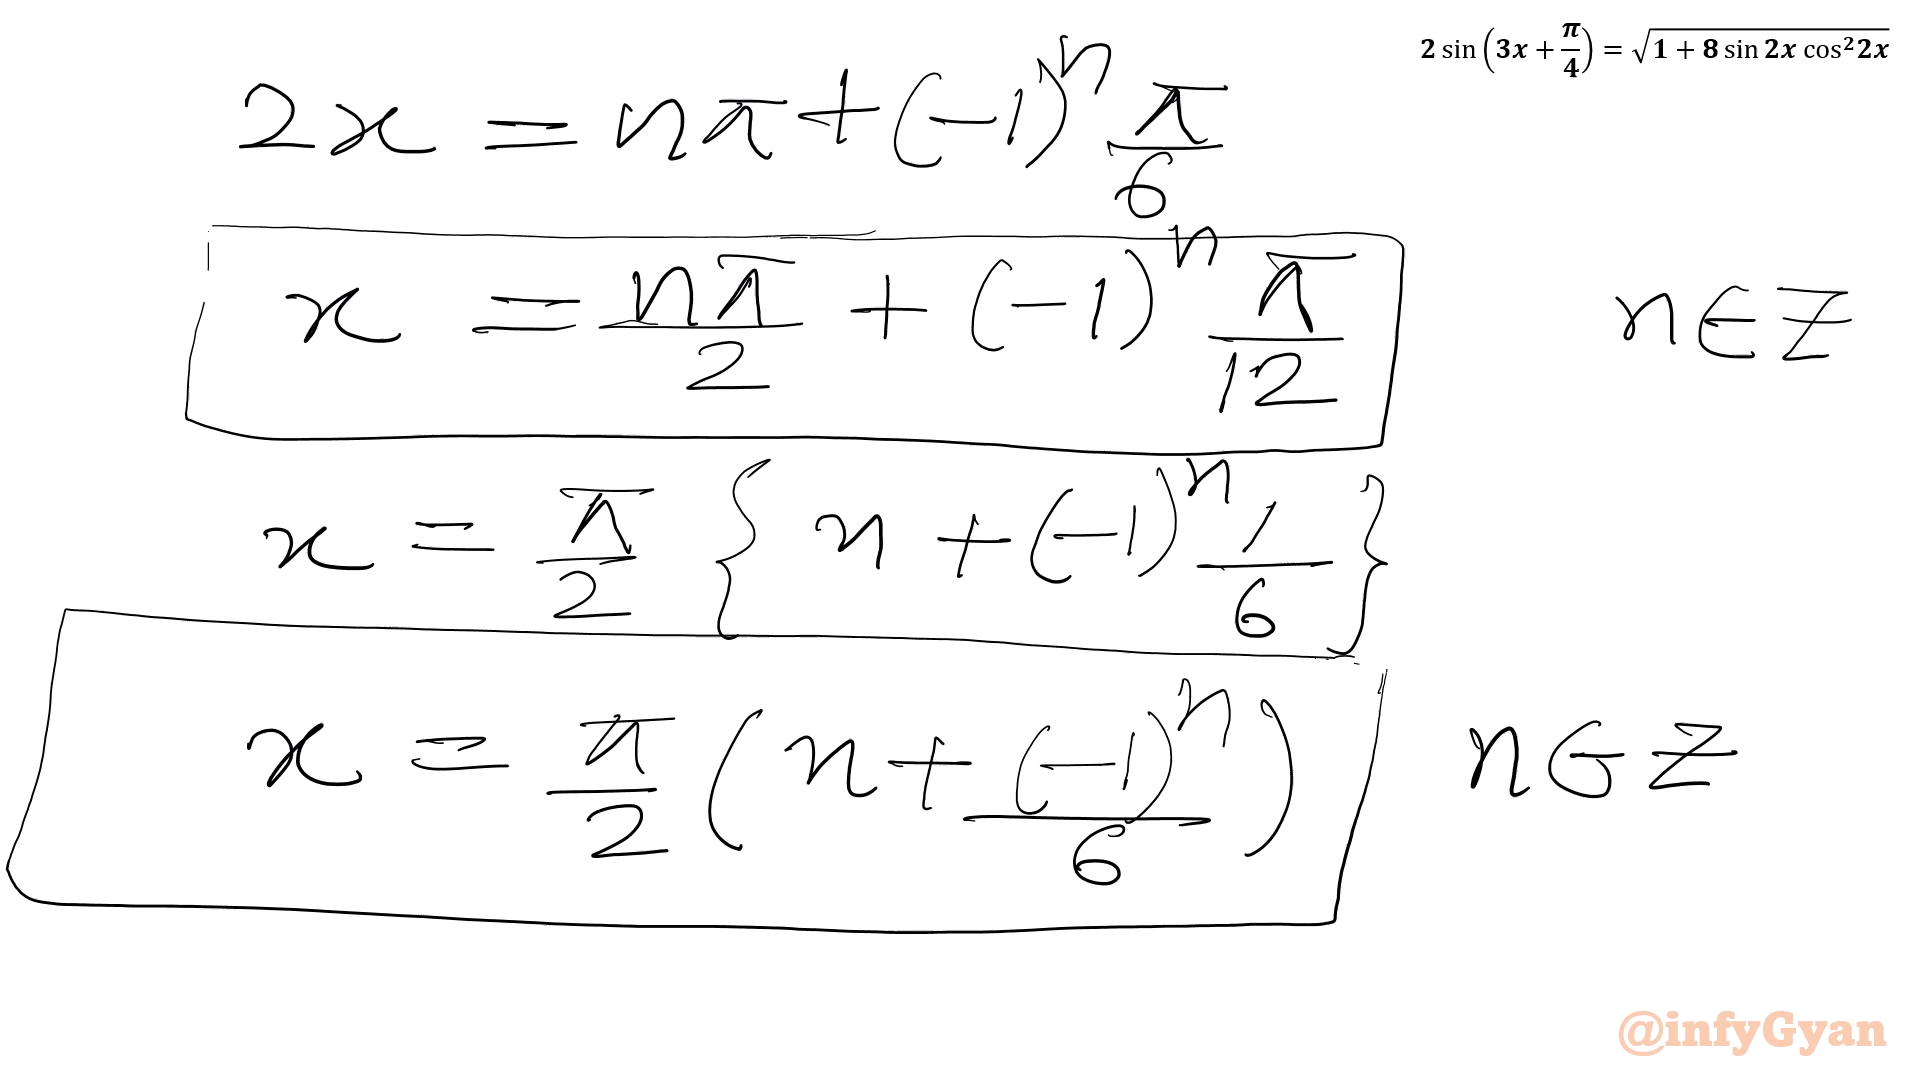 2 sin (3x + π/4) = √(1 + 8 sin 2x cos² 2x)
2x = nπ + (-1)ⁿ π/6
x = nπ/2 + (-1)ⁿ π/12 n ∈ Z
x = π/2 { n + (-1)ⁿ 1/6 }
x = π/2 ( n + (-1)ⁿ/6 ) n ∈ Z
@infyGyan